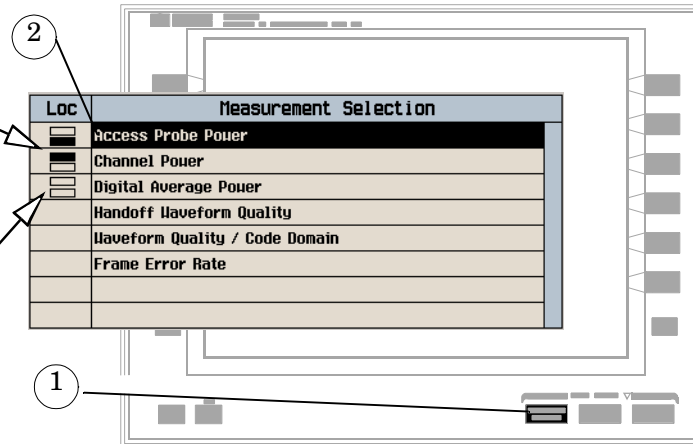 2
Loc Measurement Selection
Access Probe Power
Channel Power
Digital Average Power
Handoff Waveform Quality
Waveform Quality / Code Domain
Frame Error Rate
1